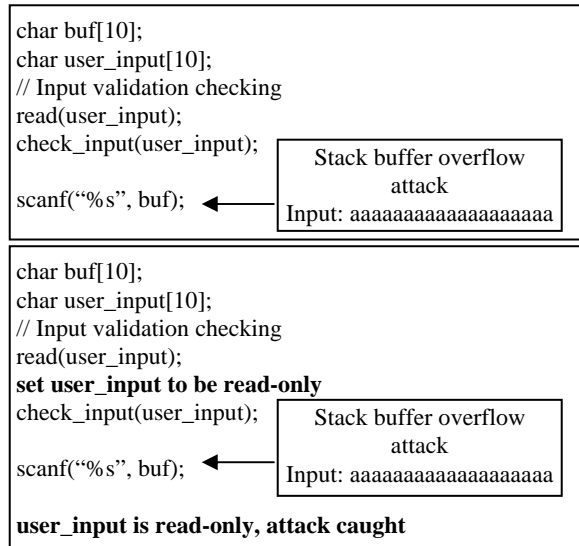 char buf[10];
char user_input[10];
// Input validation checking
read(user_input);
check_input(user_input);
Stack buffer overflow
attack
Input: aaaaaaaaaaaaaaaaaaa
scanf(“%s”, buf);
char buf[10];
char user_input[10];
// Input validation checking
read(user_input);
set user_input to be read-only
check_input(user_input);
Stack buffer overflow
attack
Input: aaaaaaaaaaaaaaaaaaa
scanf(“%s”, buf);
user_input is read-only, attack caught